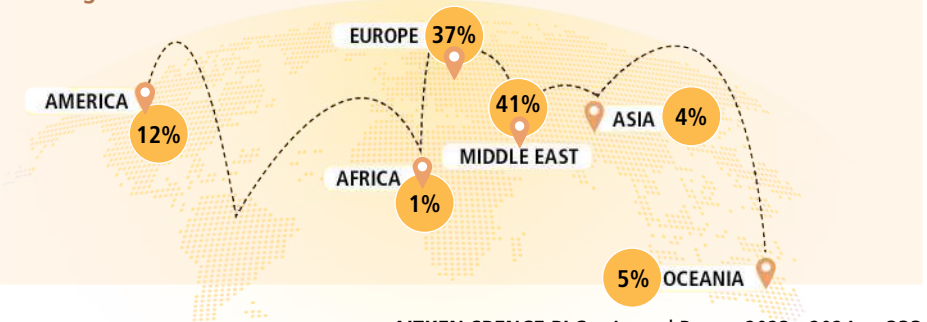 EUROPE 37%
AMERICA
12%
41%
ASIA 4%
MIDDLE EAST
AFRICA
1%
5% OCEANIA